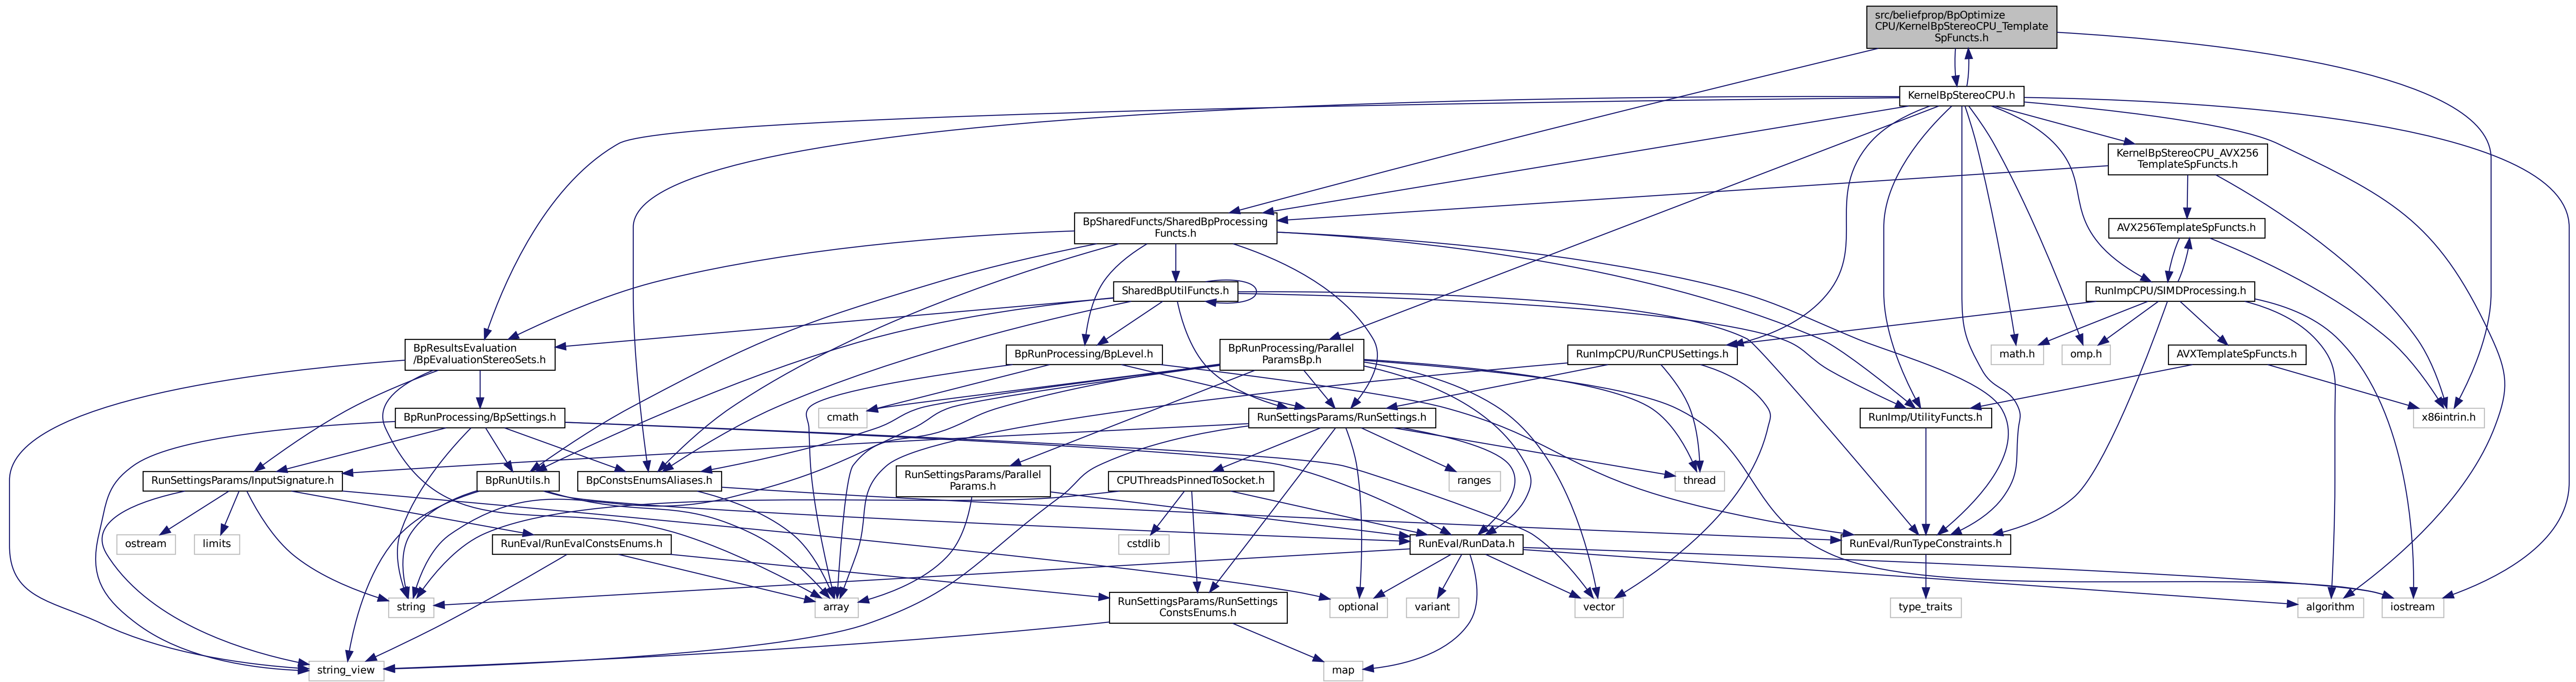 src/beliefprop/BpOptimize
CPU/KernelBpStereoCPU_Template
SpFuncts.h
KernelBpStereoCPU.h
KernelBpStereoCPU_AVX256
TemplateSpFuncts.h
BpSharedFuncts/SharedBpProcessing
Functs.h
AVX256TemplateSpFuncts.h
SharedBpUtilFuncts.h
RunImpCPU/SIMDProcessing.h
BpResultsEvaluation
/BpEvaluationStereoSets.h
BpRunProcessing/BpLevel.h
BpRunProcessing/Parallel
ParamsBp.h
RunImpCPU/RunCPUSettings.h
math.h
omp.h
AVXTemplateSpFuncts.h
BpRunProcessing/BpSettings.h
cmath
RunSettingsParams/RunSettings.h
RunImp/UtilityFuncts.h
x86intrin.h
RunSettingsParams/InputSignature.h
BpRunUtils.h
BpConstsEnumsAliases.h
RunSettingsParams/Parallel
Params.h
CPUThreadsPinnedToSocket.h
ranges
thread
ostream
limits
RunEval/RunEvalConstsEnums.h
cstdlib
RunEval/RunData.h
RunEval/RunTypeConstraints.h
string
array
RunSettingsParams/RunSettings
ConstsEnums.h
optional
variant
vector
type_traits
algorithm
iostream
string_view
map